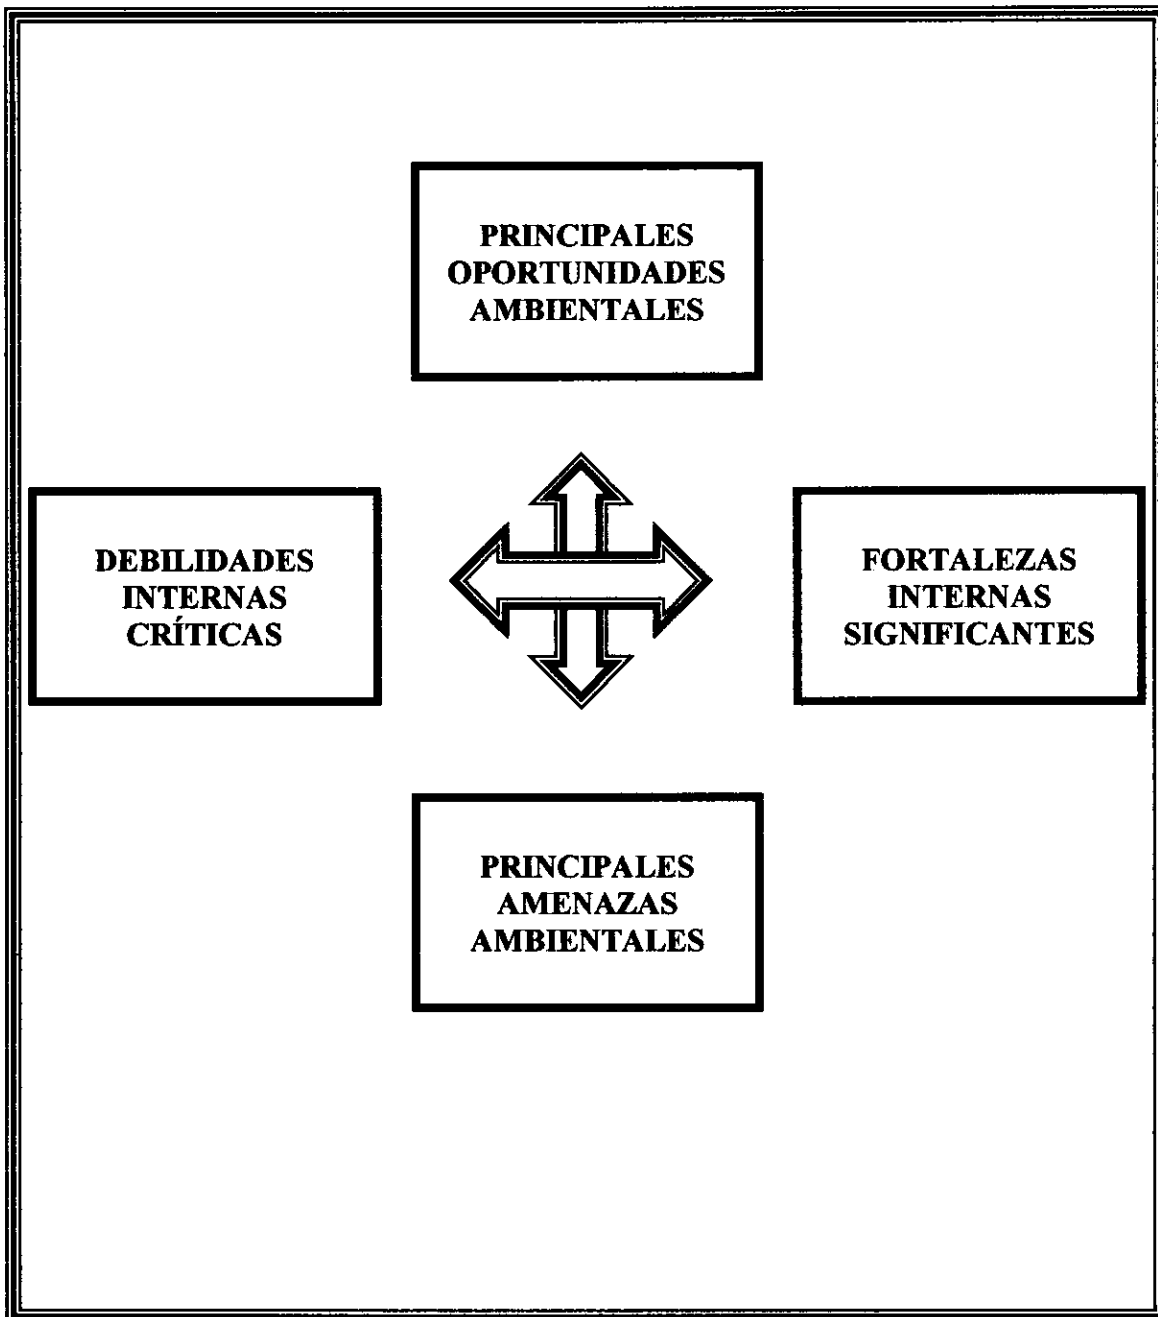 PRINCIPALES
OPORTUNIDADES
AMBIENTALES
DEBILIDADES
INTERNAS
CRÍTICAS
FORTALEZAS
INTERNAS
SIGNIFICANTES
PRINCIPALES
AMENAZAS
AMBIENTALES